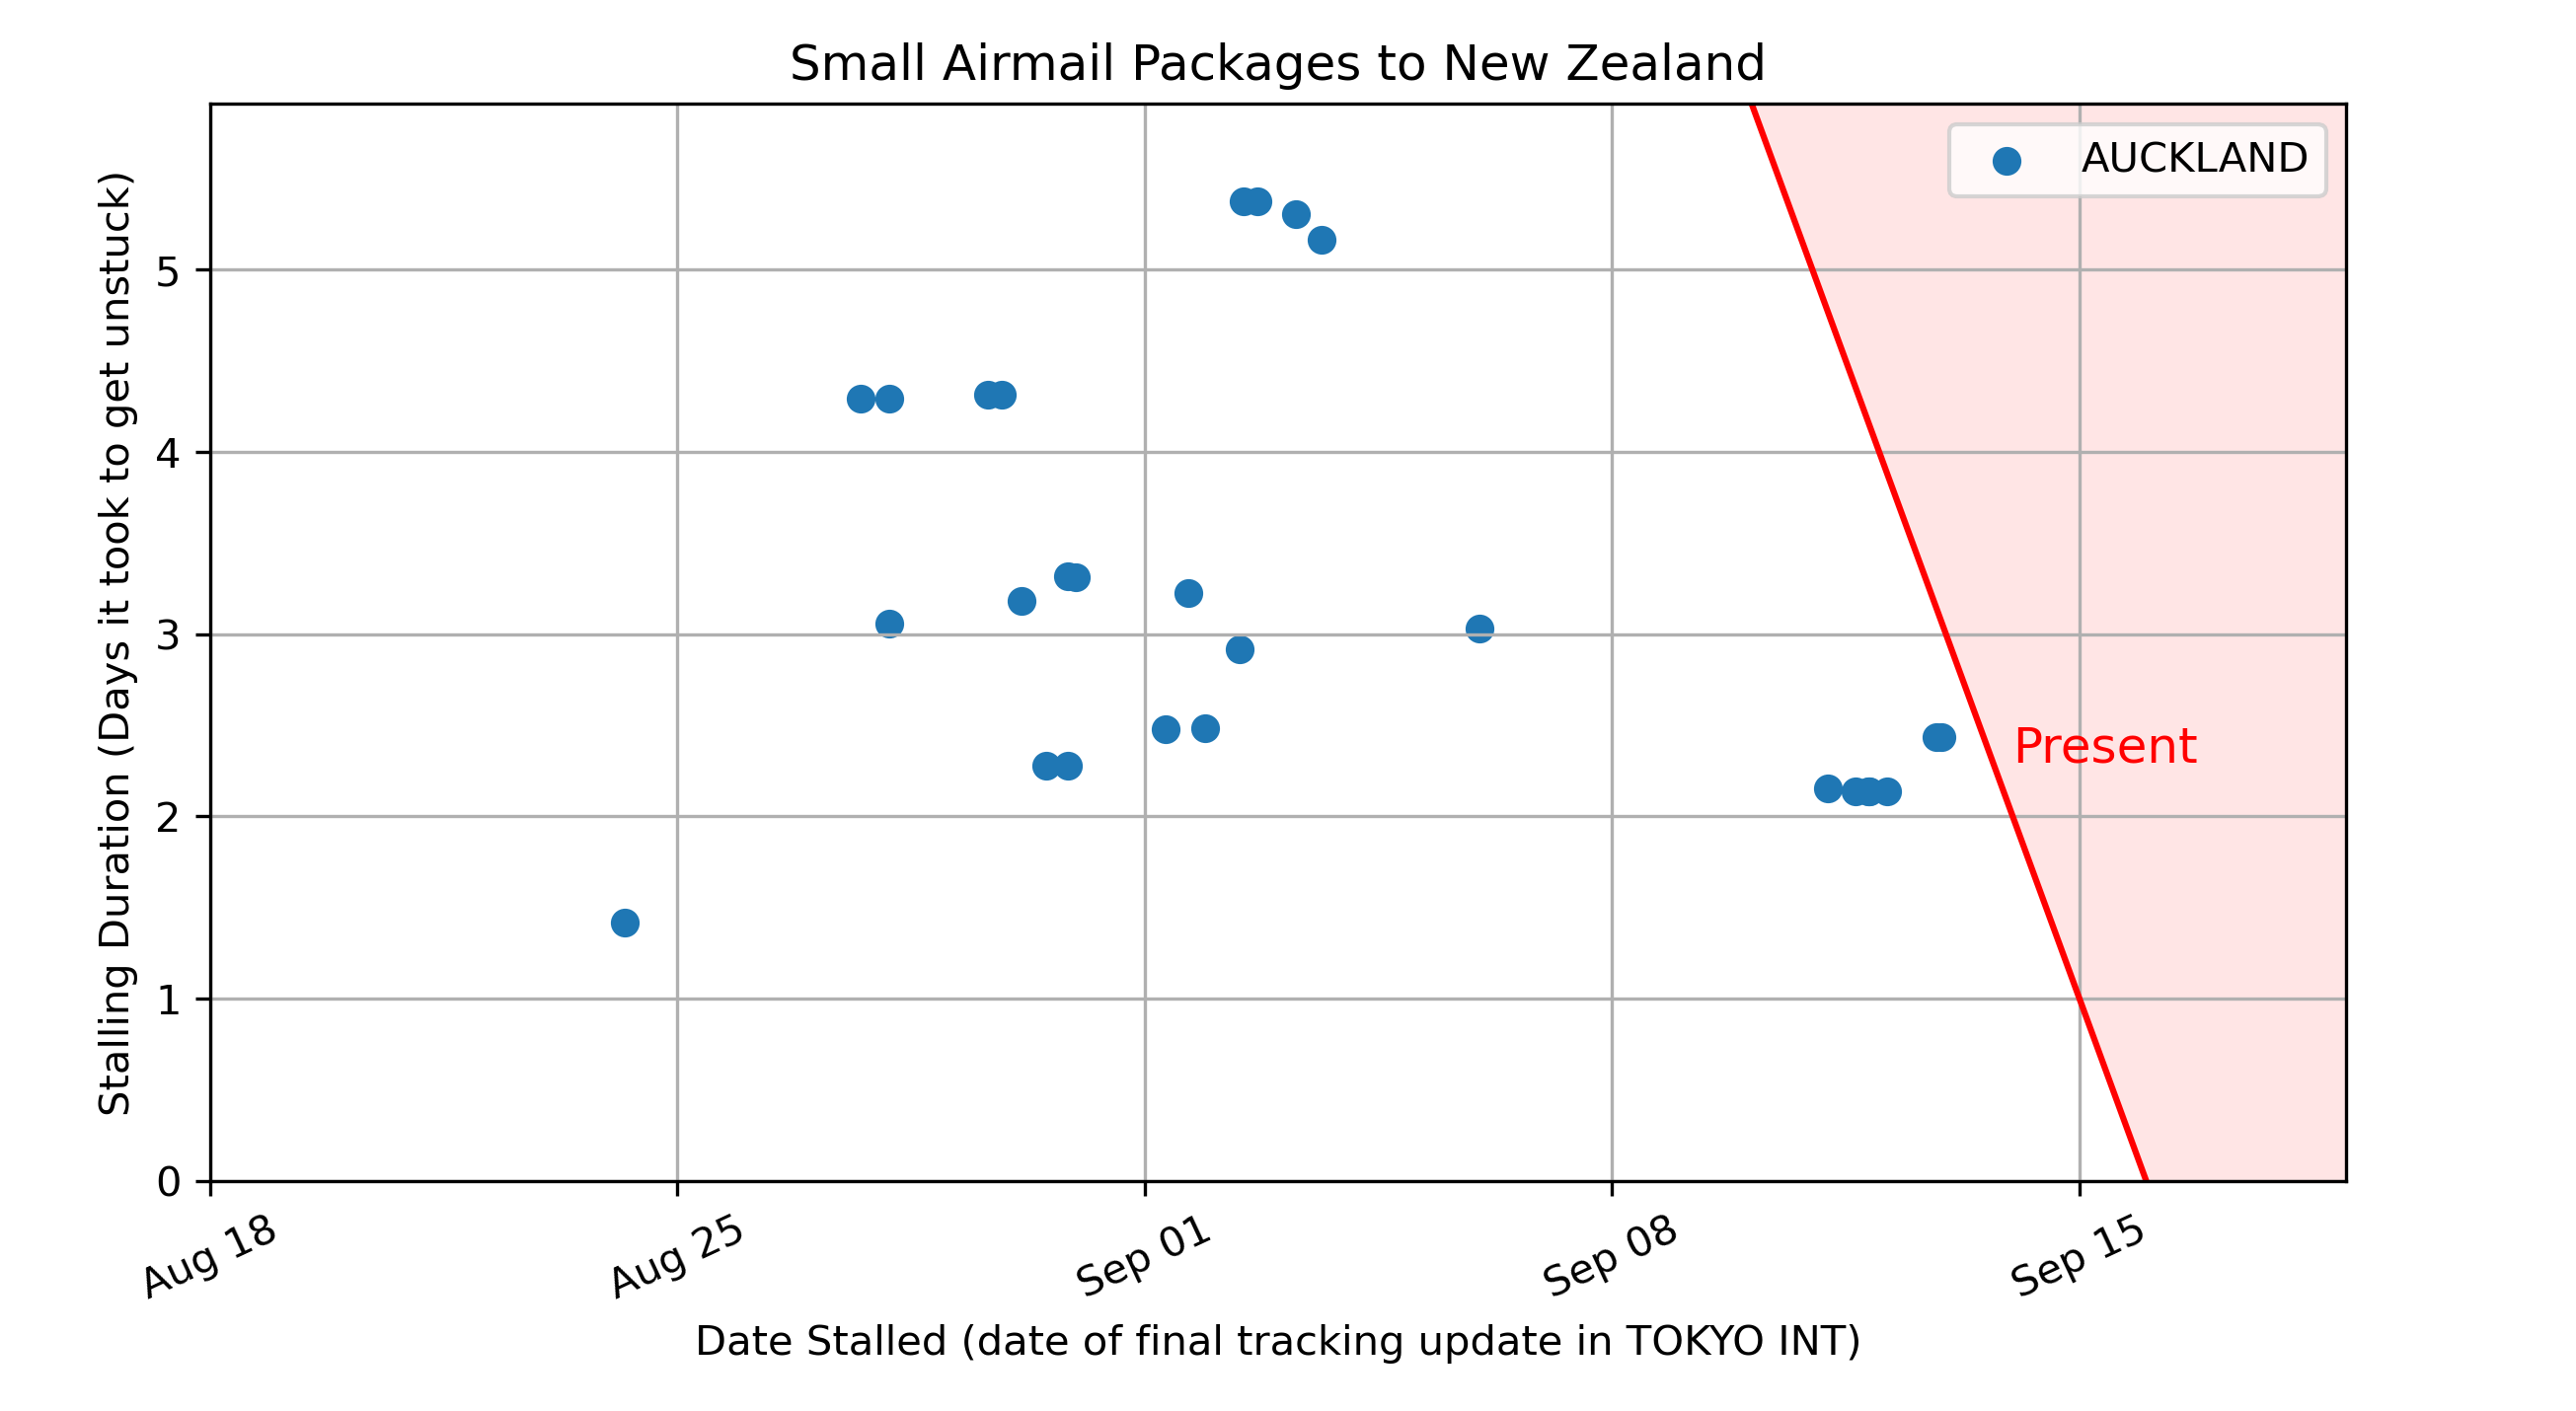 Small Airmail Packages to New Zealand
AUCKLAND
Stalling Duration (Days it took to get unstuck)
5
4
3
2
1
0
Present
Aug 18
Aug 25
Sep 01
Sep 08
Sep 15
Date Stalled (date of final tracking update in TOKYO INT)